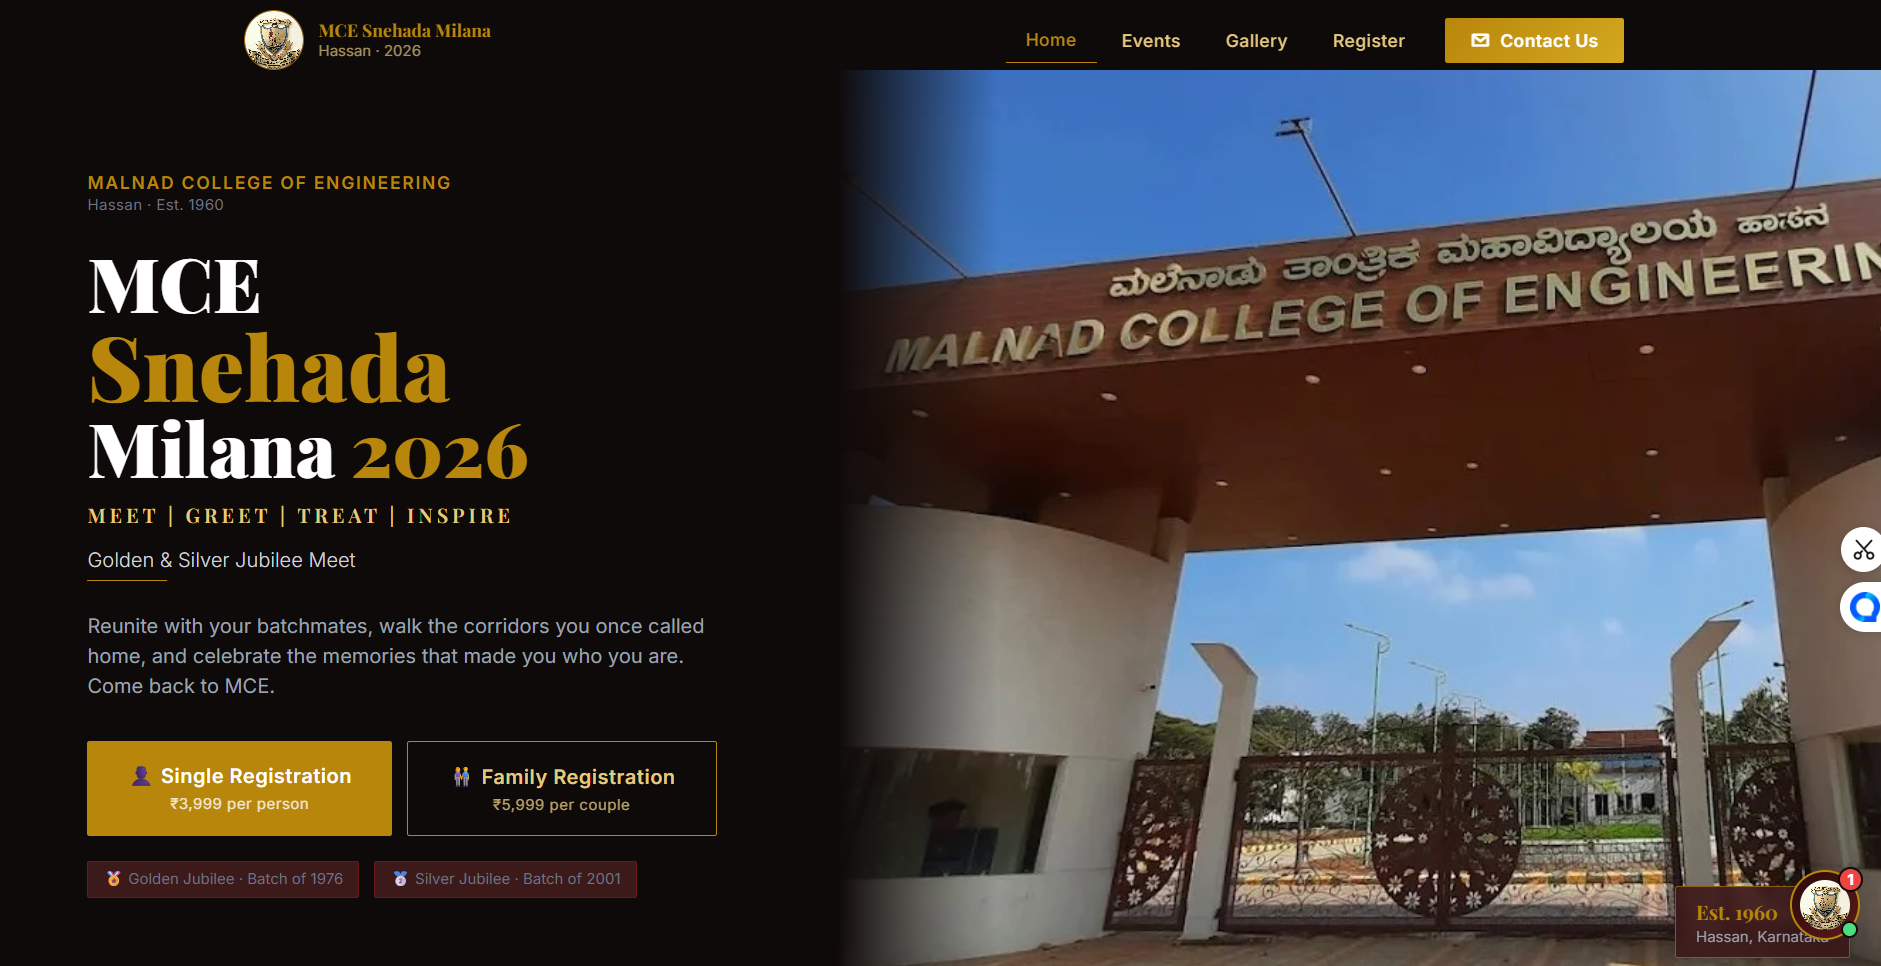 MCE Snehada Milana
Hassan · 2026
Home
Events
Gallery
Register
Contact Us
MALNAD COLLEGE OF ENGINEERING
Hassan · Est. 1960
MCE
Snehada
Milana 2026
MEET | GREET | TREAT | INSPIRE
Golden & Silver Jubilee Meet
Reunite with your batchmates, walk the corridors you once called
home, and celebrate the memories that made you who you are.
Come back to MCE.
Single Registration
₹3,999 per person
Family Registration
₹5,999 per couple
Golden Jubilee · Batch of 1976
Silver Jubilee · Batch of 2001
ಮಲೆನಾಡು ತಾಂತ್ರಿಕ ಮಹಾವಿದ್ಯಾಲಯ ಹಾಸನ
MALNAD COLLEGE OF ENGINEERIN
Est. 1960
Hassan, Karnataka
1